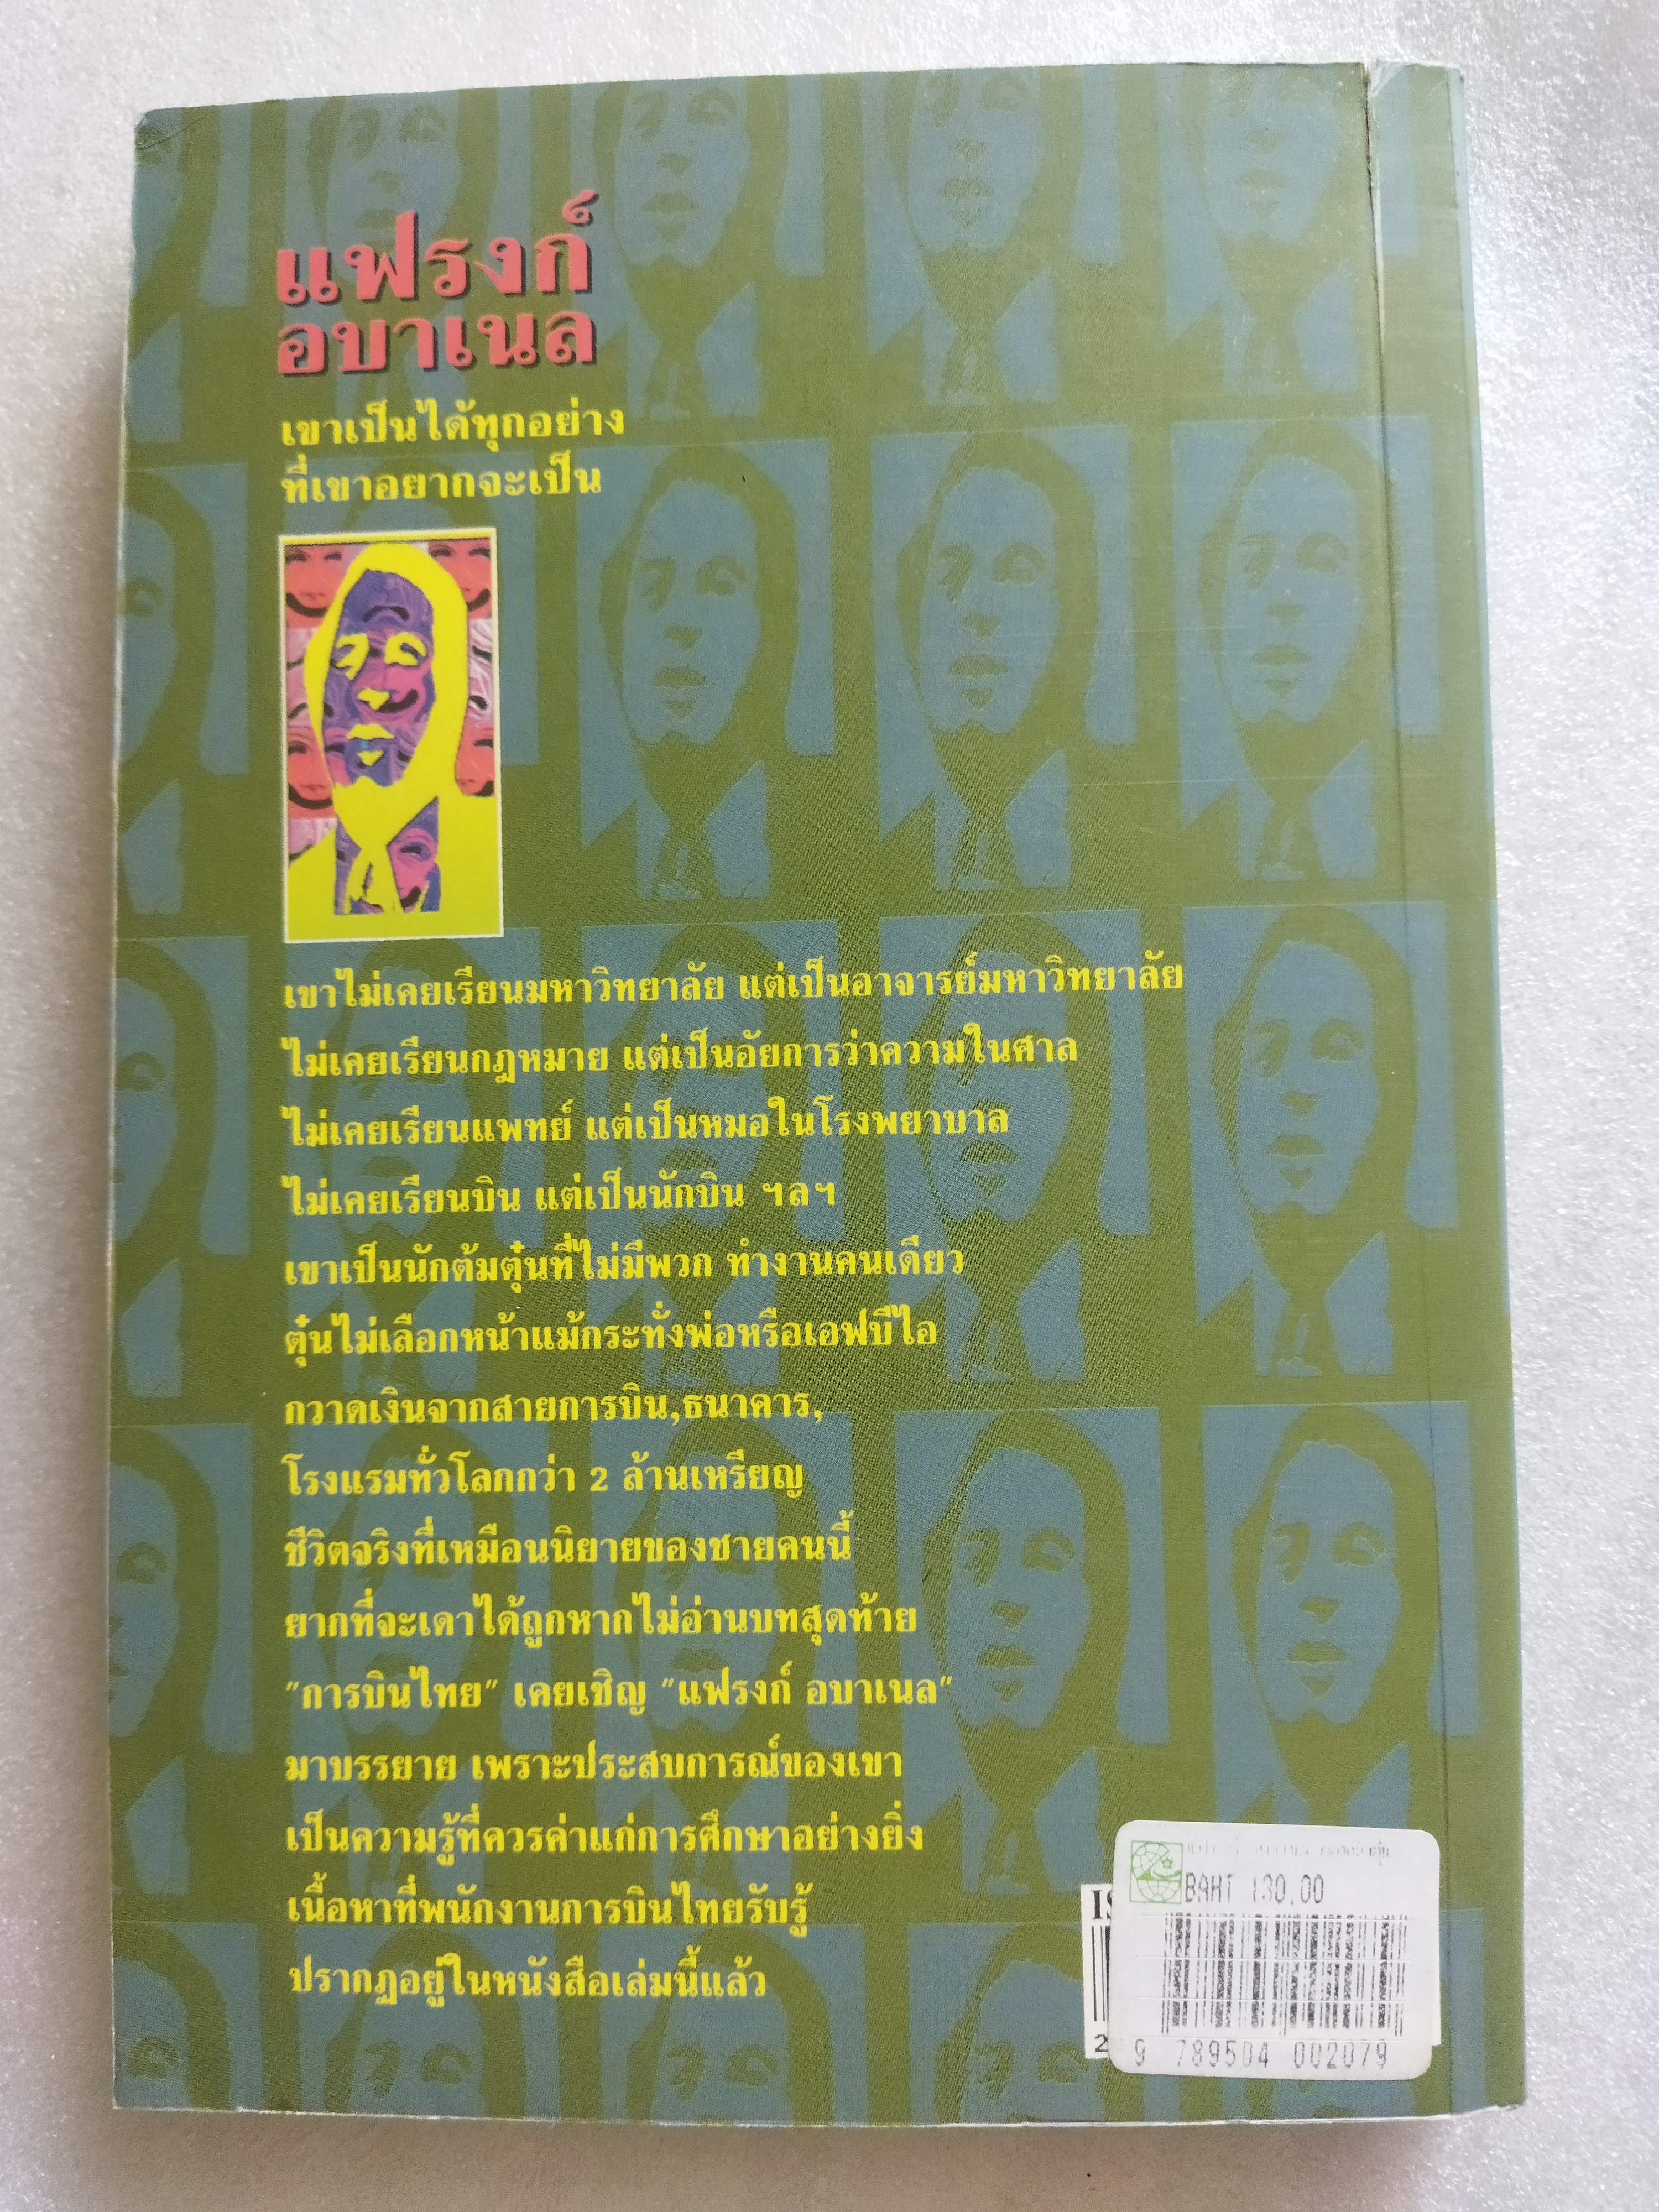 แฟรงก์
อบาเนล
เขาเป็นได้ทุกอย่าง
ที่เขาอยากจะเป็น
เขาไม่เคยเรียนมหาวิทยาลัย แต่เป็นอาจารย์มหาวิทยาลัย
ไม่เคยเรียนกฎหมาย แต่เป็นอัยการว่าความในศาล
ไม่เคยเรียนแพทย์ แต่เป็นหมอในโรงพยาบาล
ไม่เคยเรียนบิน แต่เป็นนักบิน ฯลฯ
เขาเป็นนักต้มตุ๋นที่ไม่มีพวก ทำงานคนเดียว
ตุ๋นไม่เลือกหน้าแม้กระทั่งพ่อหรือเอฟบีไอ
กวาดเงินจากสายการบิน,ธนาคาร,
โรงแรมทั่วโลกกว่า 2 ล้านเหรียญ
ชีวิตจริงที่เหมือนนิยายของชายคนนี้
ยากที่จะเดาได้ถูกหากไม่อ่านบทสุดท้าย
"การบินไทย" เคยเชิญ "แฟรงก์ อบาเนล"
มาบรรยาย เพราะประสบการณ์ของเขา
เป็นความรู้ที่ควรค่าแก่การศึกษาอย่างยิ่ง
เนื้อหาที่พนักงานการบินไทยรับรู้
ปรากฏอยู่ในหนังสือเล่มนี้แล้ว
BAHT 130.00
9 789504 002079